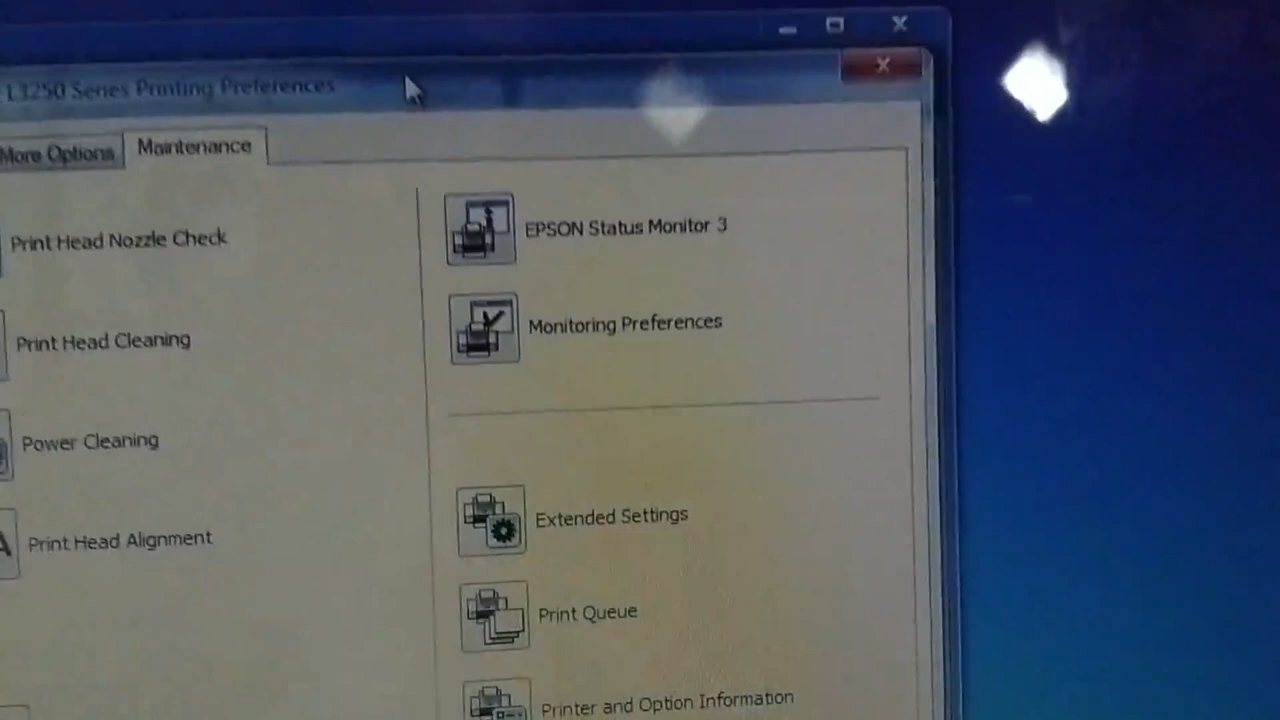 L3250 Series Printing Preferences
More Options
Maintenance
Print Head Nozzle Check
Print Head Cleaning
Power Cleaning
Print Head Alignment
EPSON Status Monitor 3
Monitoring Preferences
Extended Settings
Print Queue
Printer and Option Information